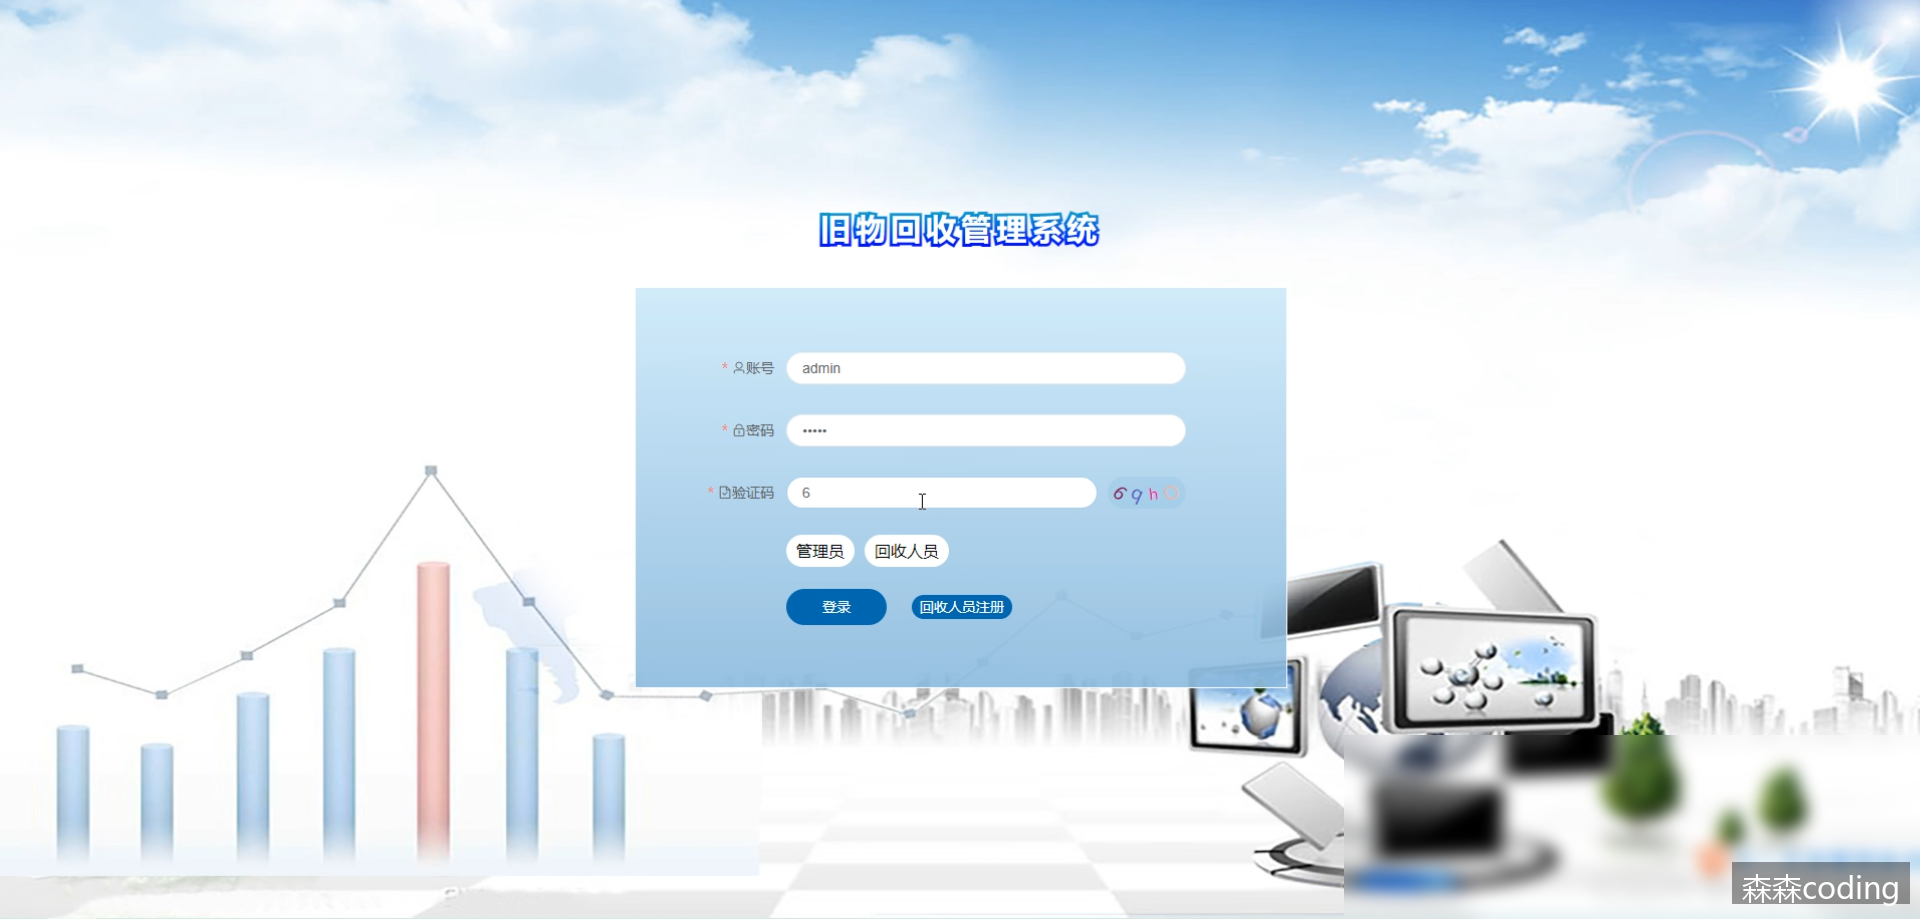 旧物回收管理系统
* 账号 admin
* 密码 •••••
* 验证码 6 6qh
管理员 回收人员
登录 回收人员注册
森森coding